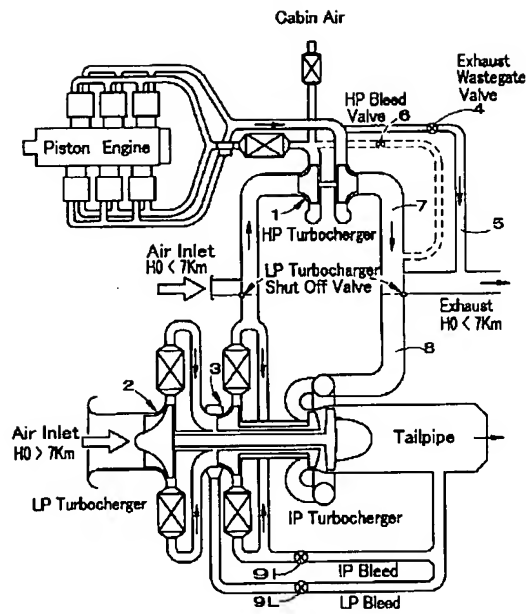 Cabin Air
Exhaust
Wastegate
Valve
4
HP Bleed
Valve
6
Piston Engine
1
7
5
HP Turbocherger
Air Inlet
H0 < 7Km
LP Turbocharger
Shut Off Valve
Exhaust
H0 < 7Km
8
2
3
Air Inlet
H0 > 7Km
Tailpipe
LP Turbocherger
IP Turbocherger
9I
IP Bleed
9L
LP Bleed